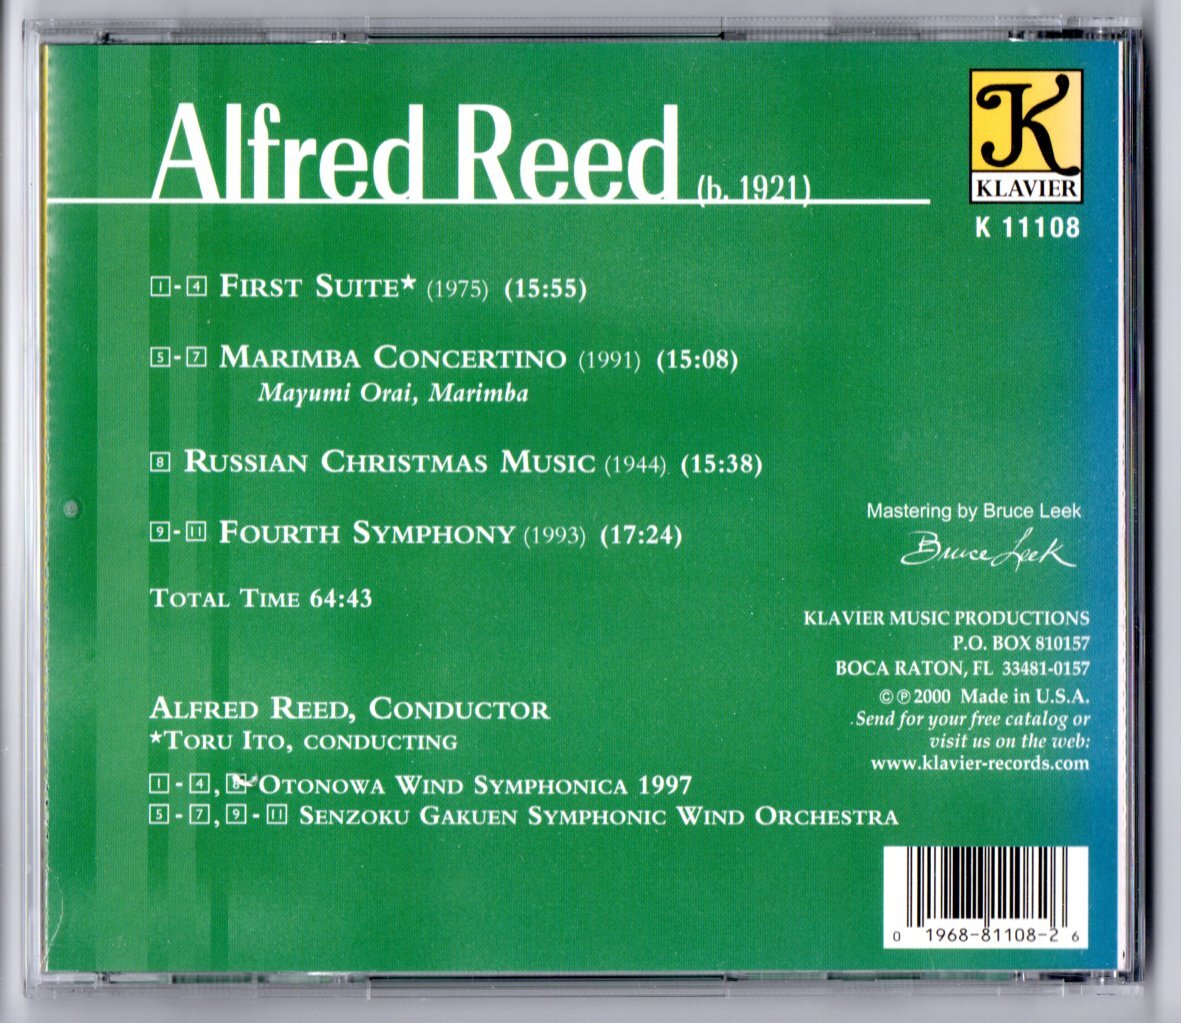 Alfred Reed (b. 1921)
K
KLAVIER
K 11108
1-4 FIRST SUITE★ (1975) (15:55)
5-7 MARIMBA CONCERTINO (1991) (15:08)
Mayumi Orai, Marimba
8 RUSSIAN CHRISTMAS MUSIC (1944) (15:38)
9-11 FOURTH SYMPHONY (1993) (17:24)
TOTAL TIME 64:43
Mastering by Bruce Leek
Bruce Leek
KLAVIER MUSIC PRODUCTIONS
P.O. BOX 810157
BOCA RATON, FL 33481-0157
©℗2000 Made in U.S.A.
Send for your free catalog or
visit us on the web:
www.klavier-records.com
ALFRED REED, CONDUCTOR
★TORU ITO, CONDUCTING
1-4, 8 OTONOWA WIND SYMPHONICA 1997
5-7, 9-11 SENZOKU GAKUEN SYMPHONIC WIND ORCHESTRA
0 1968-81108-2 6